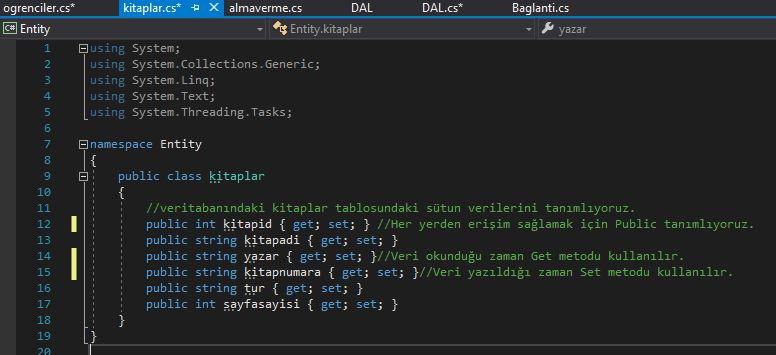 ogrenciler.cs* kitaplar.cs* almaverme.cs DAL DAL.cs* Baglanti.cs
C# Entity Entity.kitaplar yazar
1 using System;
2 using System.Collections.Generic;
3 using System.Linq;
4 using System.Text;
5 using System.Threading.Tasks;
6
7 namespace Entity
8 {
9 public class kitaplar
10 {
11 //veritabanındaki kitaplar tablosundaki sütun verilerini tanımlıyoruz.
12 public int kitapid { get; set; } //Her yerden erişim sağlamak için Public tanımlıyoruz.
13 public string kitapadi { get; set; }
14 public string yazar { get; set; }//Veri okunduğu zaman Get metodu kullanılır.
15 public string kitapnumara { get; set; }//Veri yazıldığı zaman Set metodu kullanılır.
16 public string tur { get; set; }
17 public int sayfasayisi { get; set; }
18 }
19 }
20